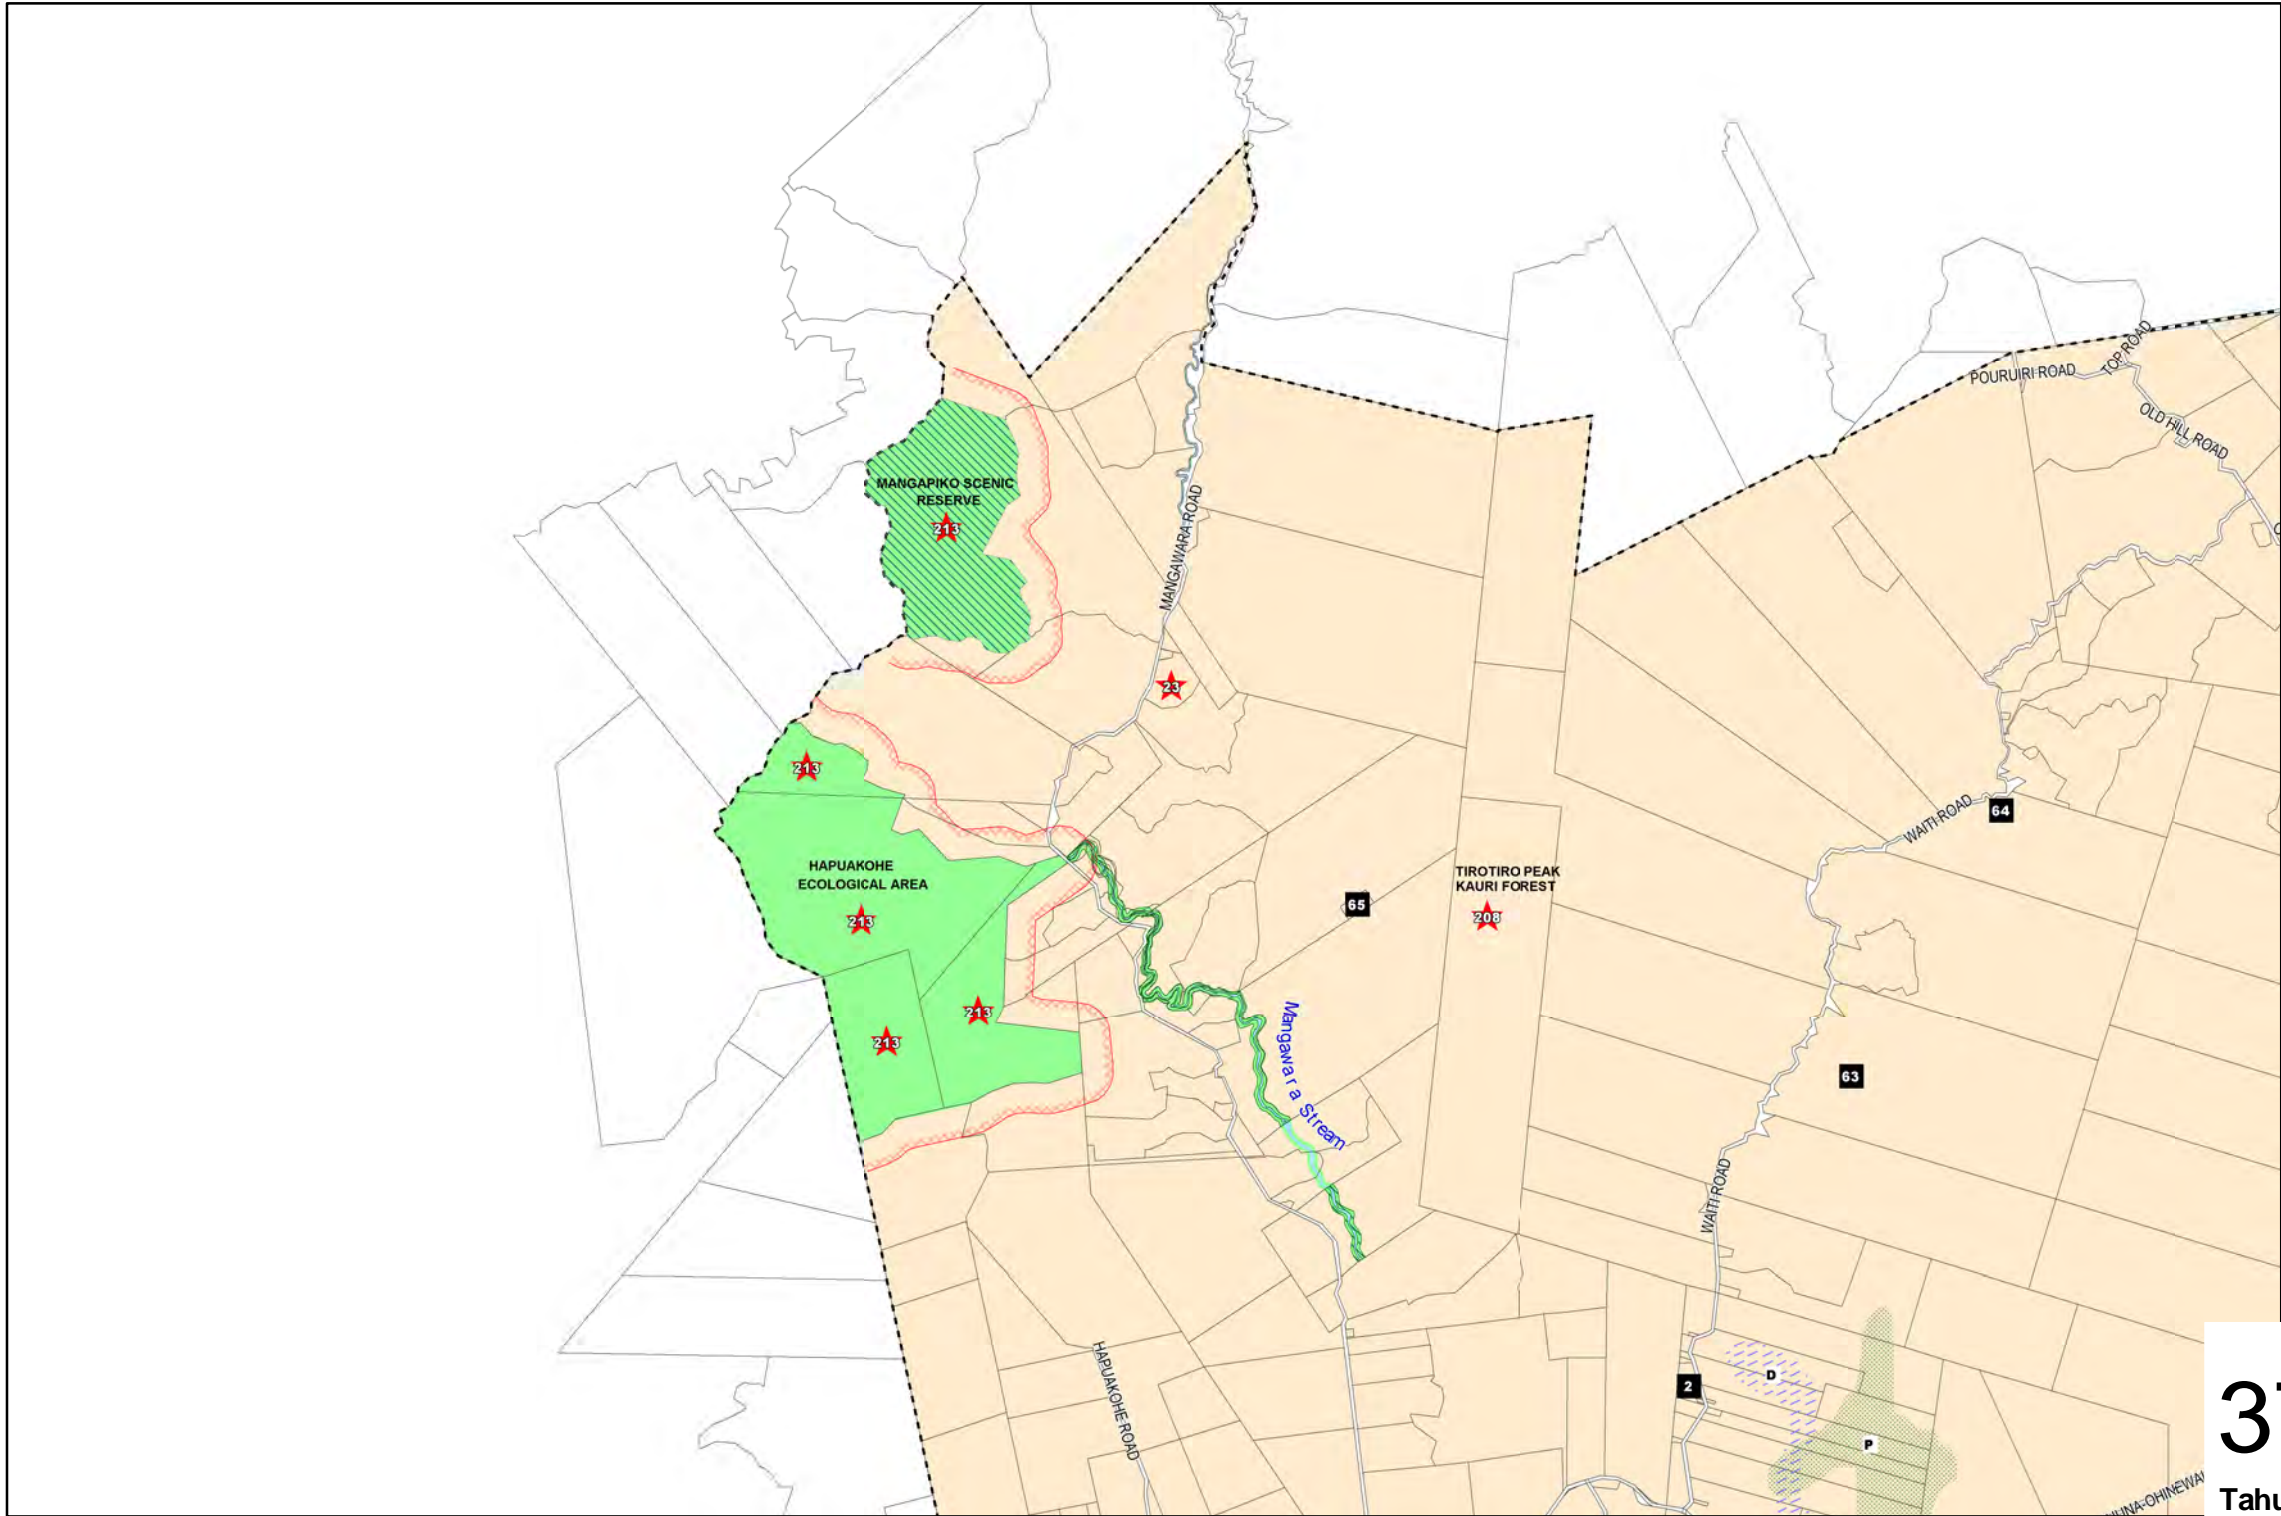 POURUIRI ROAD
TOP ROAD
OLD HILL ROAD
MANGAPIKO SCENIC
RESERVE
213
MANGAWARA ROAD
23
213
WAITI ROAD
64
HAPUAKOHE
ECOLOGICAL AREA
213
TIROTIRO PEAK
KAURI FOREST
208
65
213
213
Mangawara Stream
63
WAITI ROAD
HAPUAKOHE ROAD
2
D
P
37
Tahu